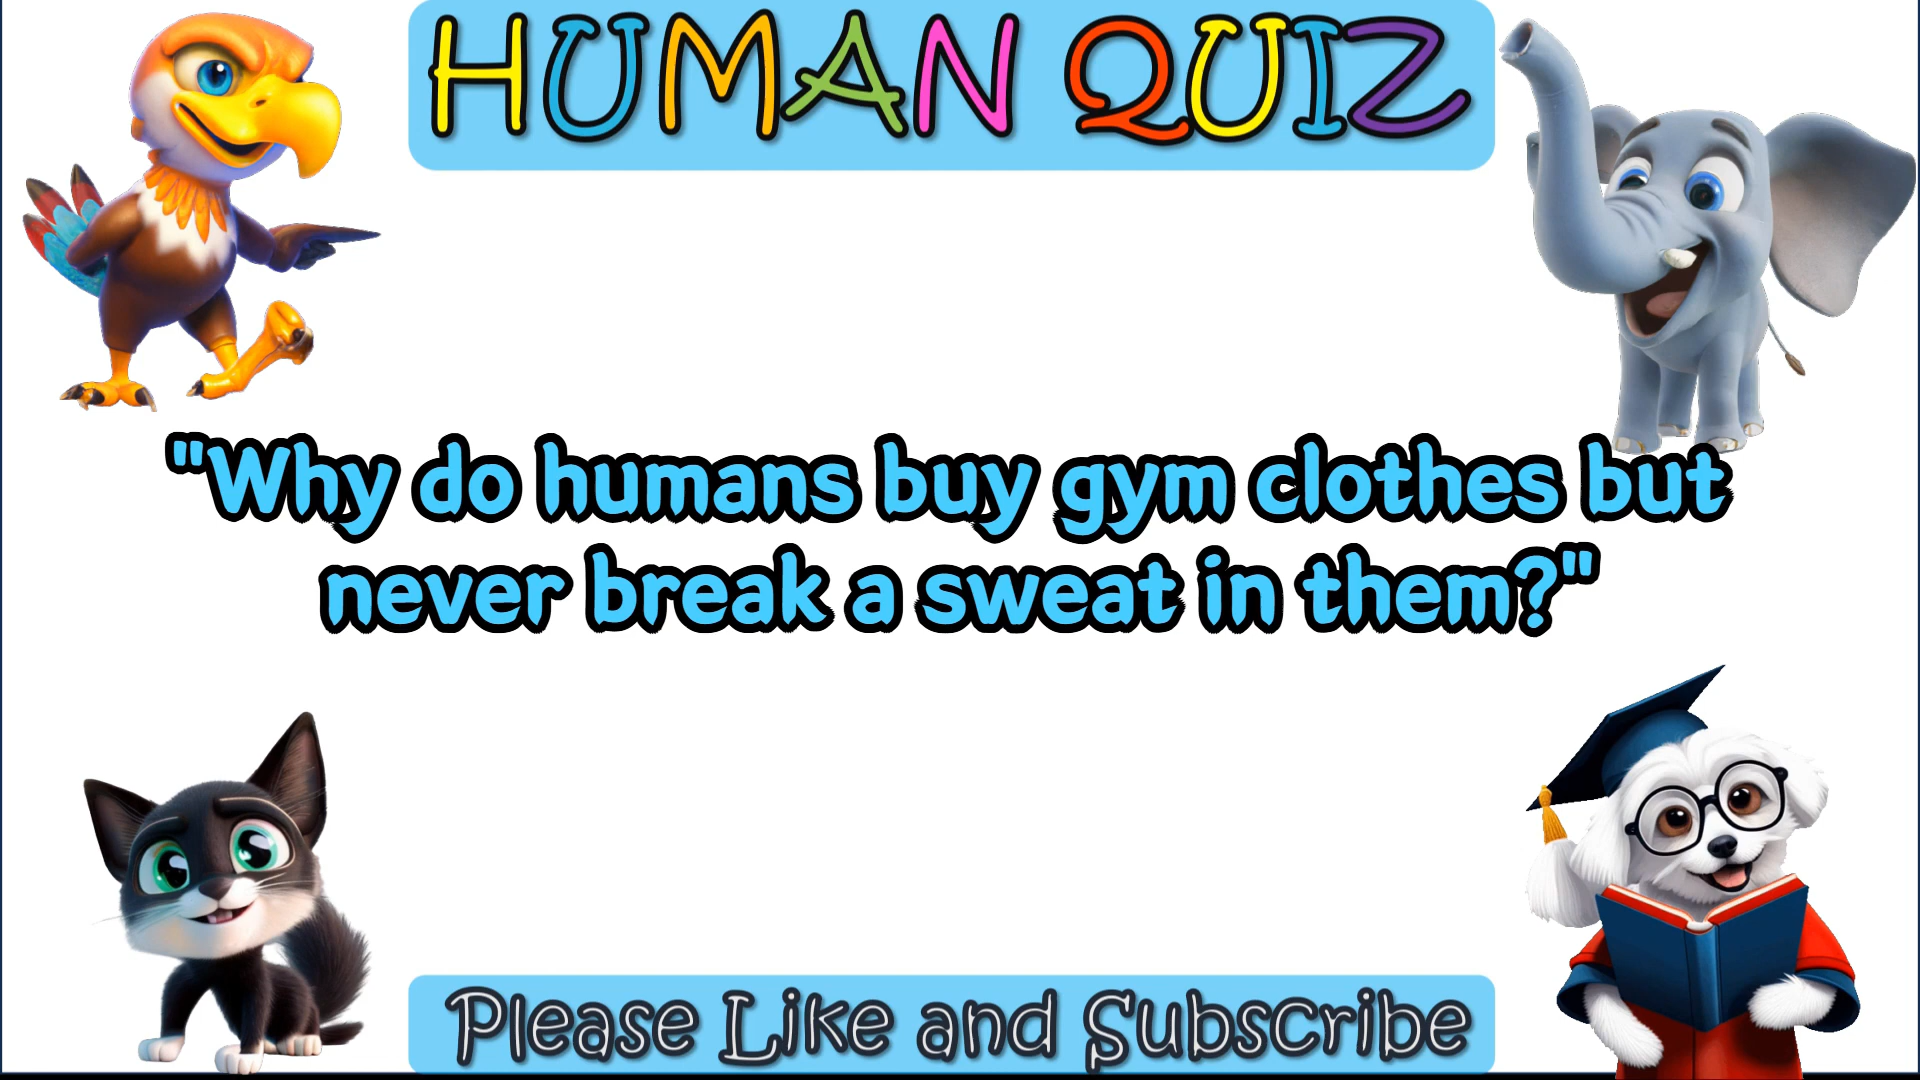 HUMAN QUIZ
"Why do humans buy gym clothes but
never break a sweat in them?"
Please Like and Subscribe